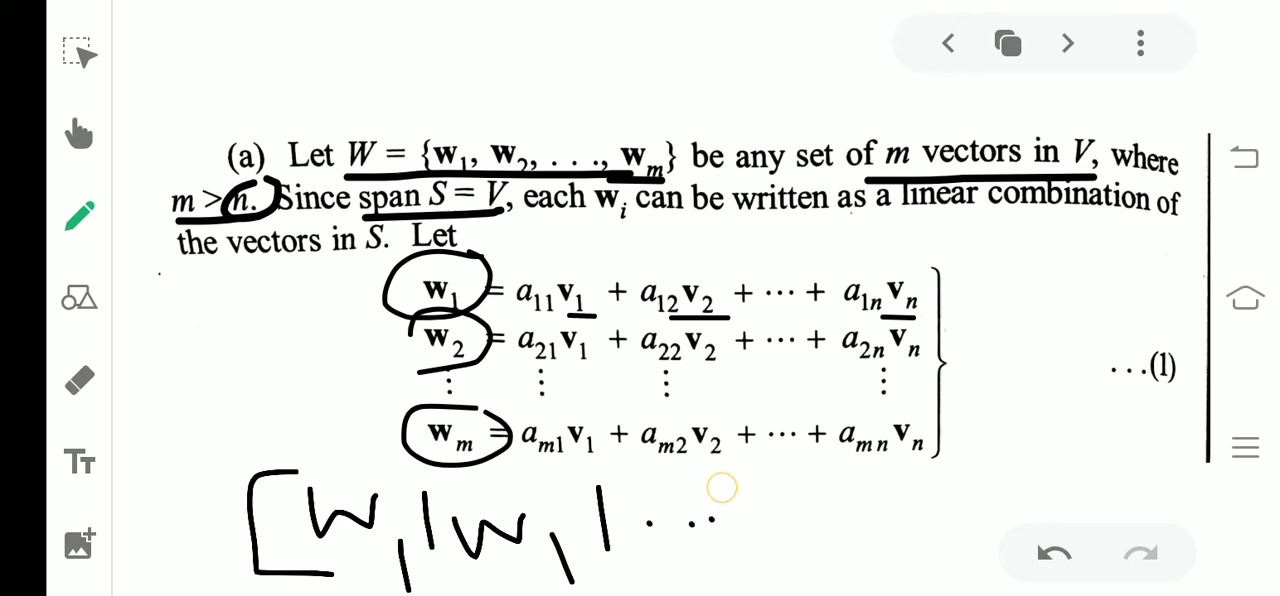 (a) Let W = {w₁, w₂, . . ., wₘ} be any set of m vectors in V, where
m > n. Since span S = V, each wᵢ can be written as a linear combination of
the vectors in S. Let
w₁ = a₁₁v₁ + a₁₂v₂ + ⋯ + a₁ₙvₙ
w₂ = a₂₁v₁ + a₂₂v₂ + ⋯ + a₂ₙvₙ
⋮ ⋮ ⋮ ⋮
...(1)
wₘ = aₘ₁v₁ + aₘ₂v₂ + ⋯ + aₘₙvₙ
[w, | w, | . . .
Tт